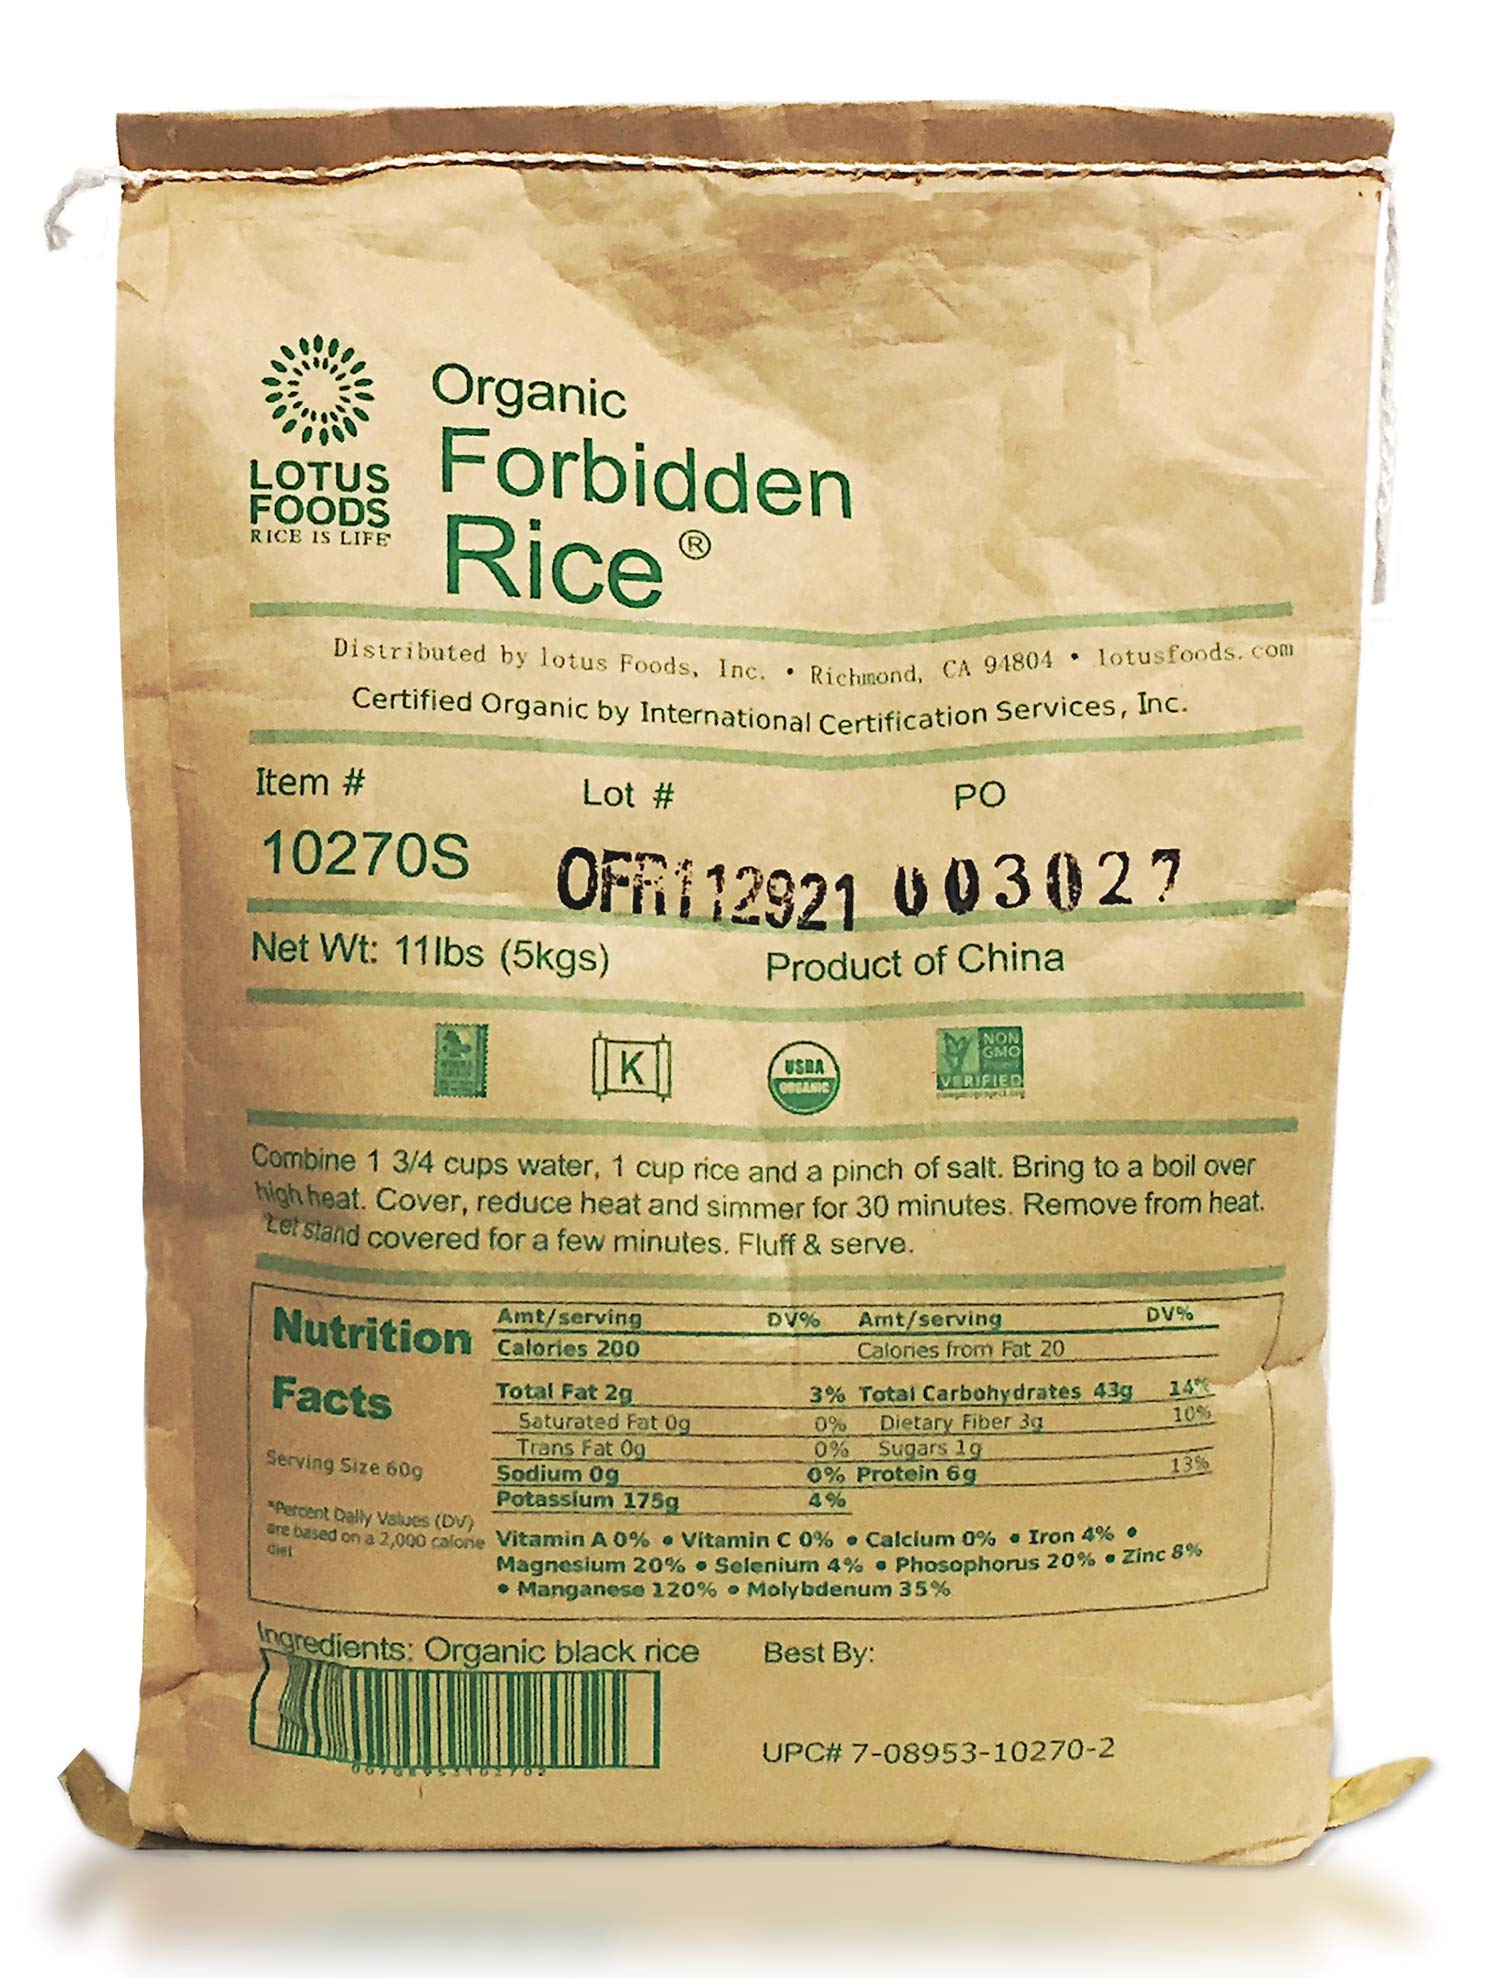 LOTUS
FOODS
RICE IS LIFE
Organic
Forbidden
Rice®
Distributed by lotus Foods, Inc. • Richmond, CA 94804 • lotusfoods.com
Certified Organic by International Certification Services, Inc.
Item # Lot # PO
10270S OFR112921 003027
Net Wt: 11lbs (5kgs) Product of China
K
USDA
ORGANIC
NON
GMO
VERIFIED
nongmoproject.org
Combine 1 3/4 cups water, 1 cup rice and a pinch of salt. Bring to a boil over
high heat. Cover, reduce heat and simmer for 30 minutes. Remove from heat.
Let stand covered for a few minutes. Fluff & serve.
Nutrition
Facts
Serving Size 60g
*Percent Daily Values (DV)
are based on a 2,000 calorie
diet
Amt/serving DV% Amt/serving DV%
Calories 200 Calories from Fat 20
Total Fat 2g 3% Total Carbohydrates 43g 14%
Saturated Fat 0g 0% Dietary Fiber 3g 10%
Trans Fat 0g 0% Sugars 1g
Sodium 0g 0% Protein 6g 13%
Potassium 175g 4%
Vitamin A 0% • Vitamin C 0% • Calcium 0% • Iron 4% •
Magnesium 20% • Selenium 4% • Phosophorus 20% • Zinc 8%
• Manganese 120% • Molybdenum 35%
Ingredients: Organic black rice
Best By:
UPC# 7-08953-10270-2